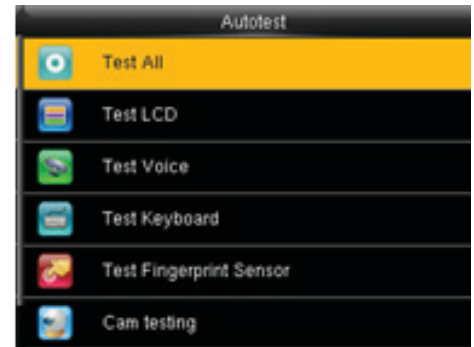 Autotest
Test All
Test LCD
Test Voice
Test Keyboard
Test Fingerprint Sensor
Cam testing